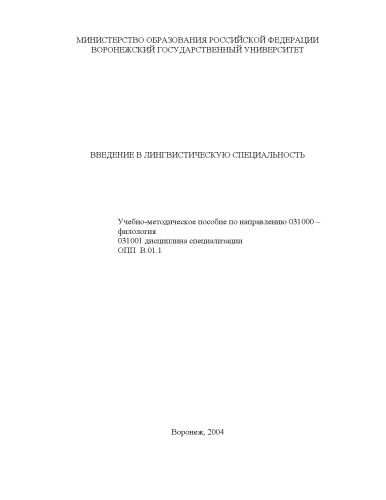 МИНИСТЕРСТВО ОБРАЗОВАНИЯ РОССИЙСКОЙ ФЕДЕРАЦИИ
ВОРОНЕЖСКИЙ ГОСУДАРСТВЕННЫЙ УНИВЕРСИТЕТ
ВВЕДЕНИЕ В ЛИНГВИСТИЧЕСКУЮ СПЕЦИАЛЬНОСТЬ
Учебно-методическое пособие по направлению 031000 –
филология
031001 дисциплина специализации
ОПП В.01.1
Воронеж, 2004